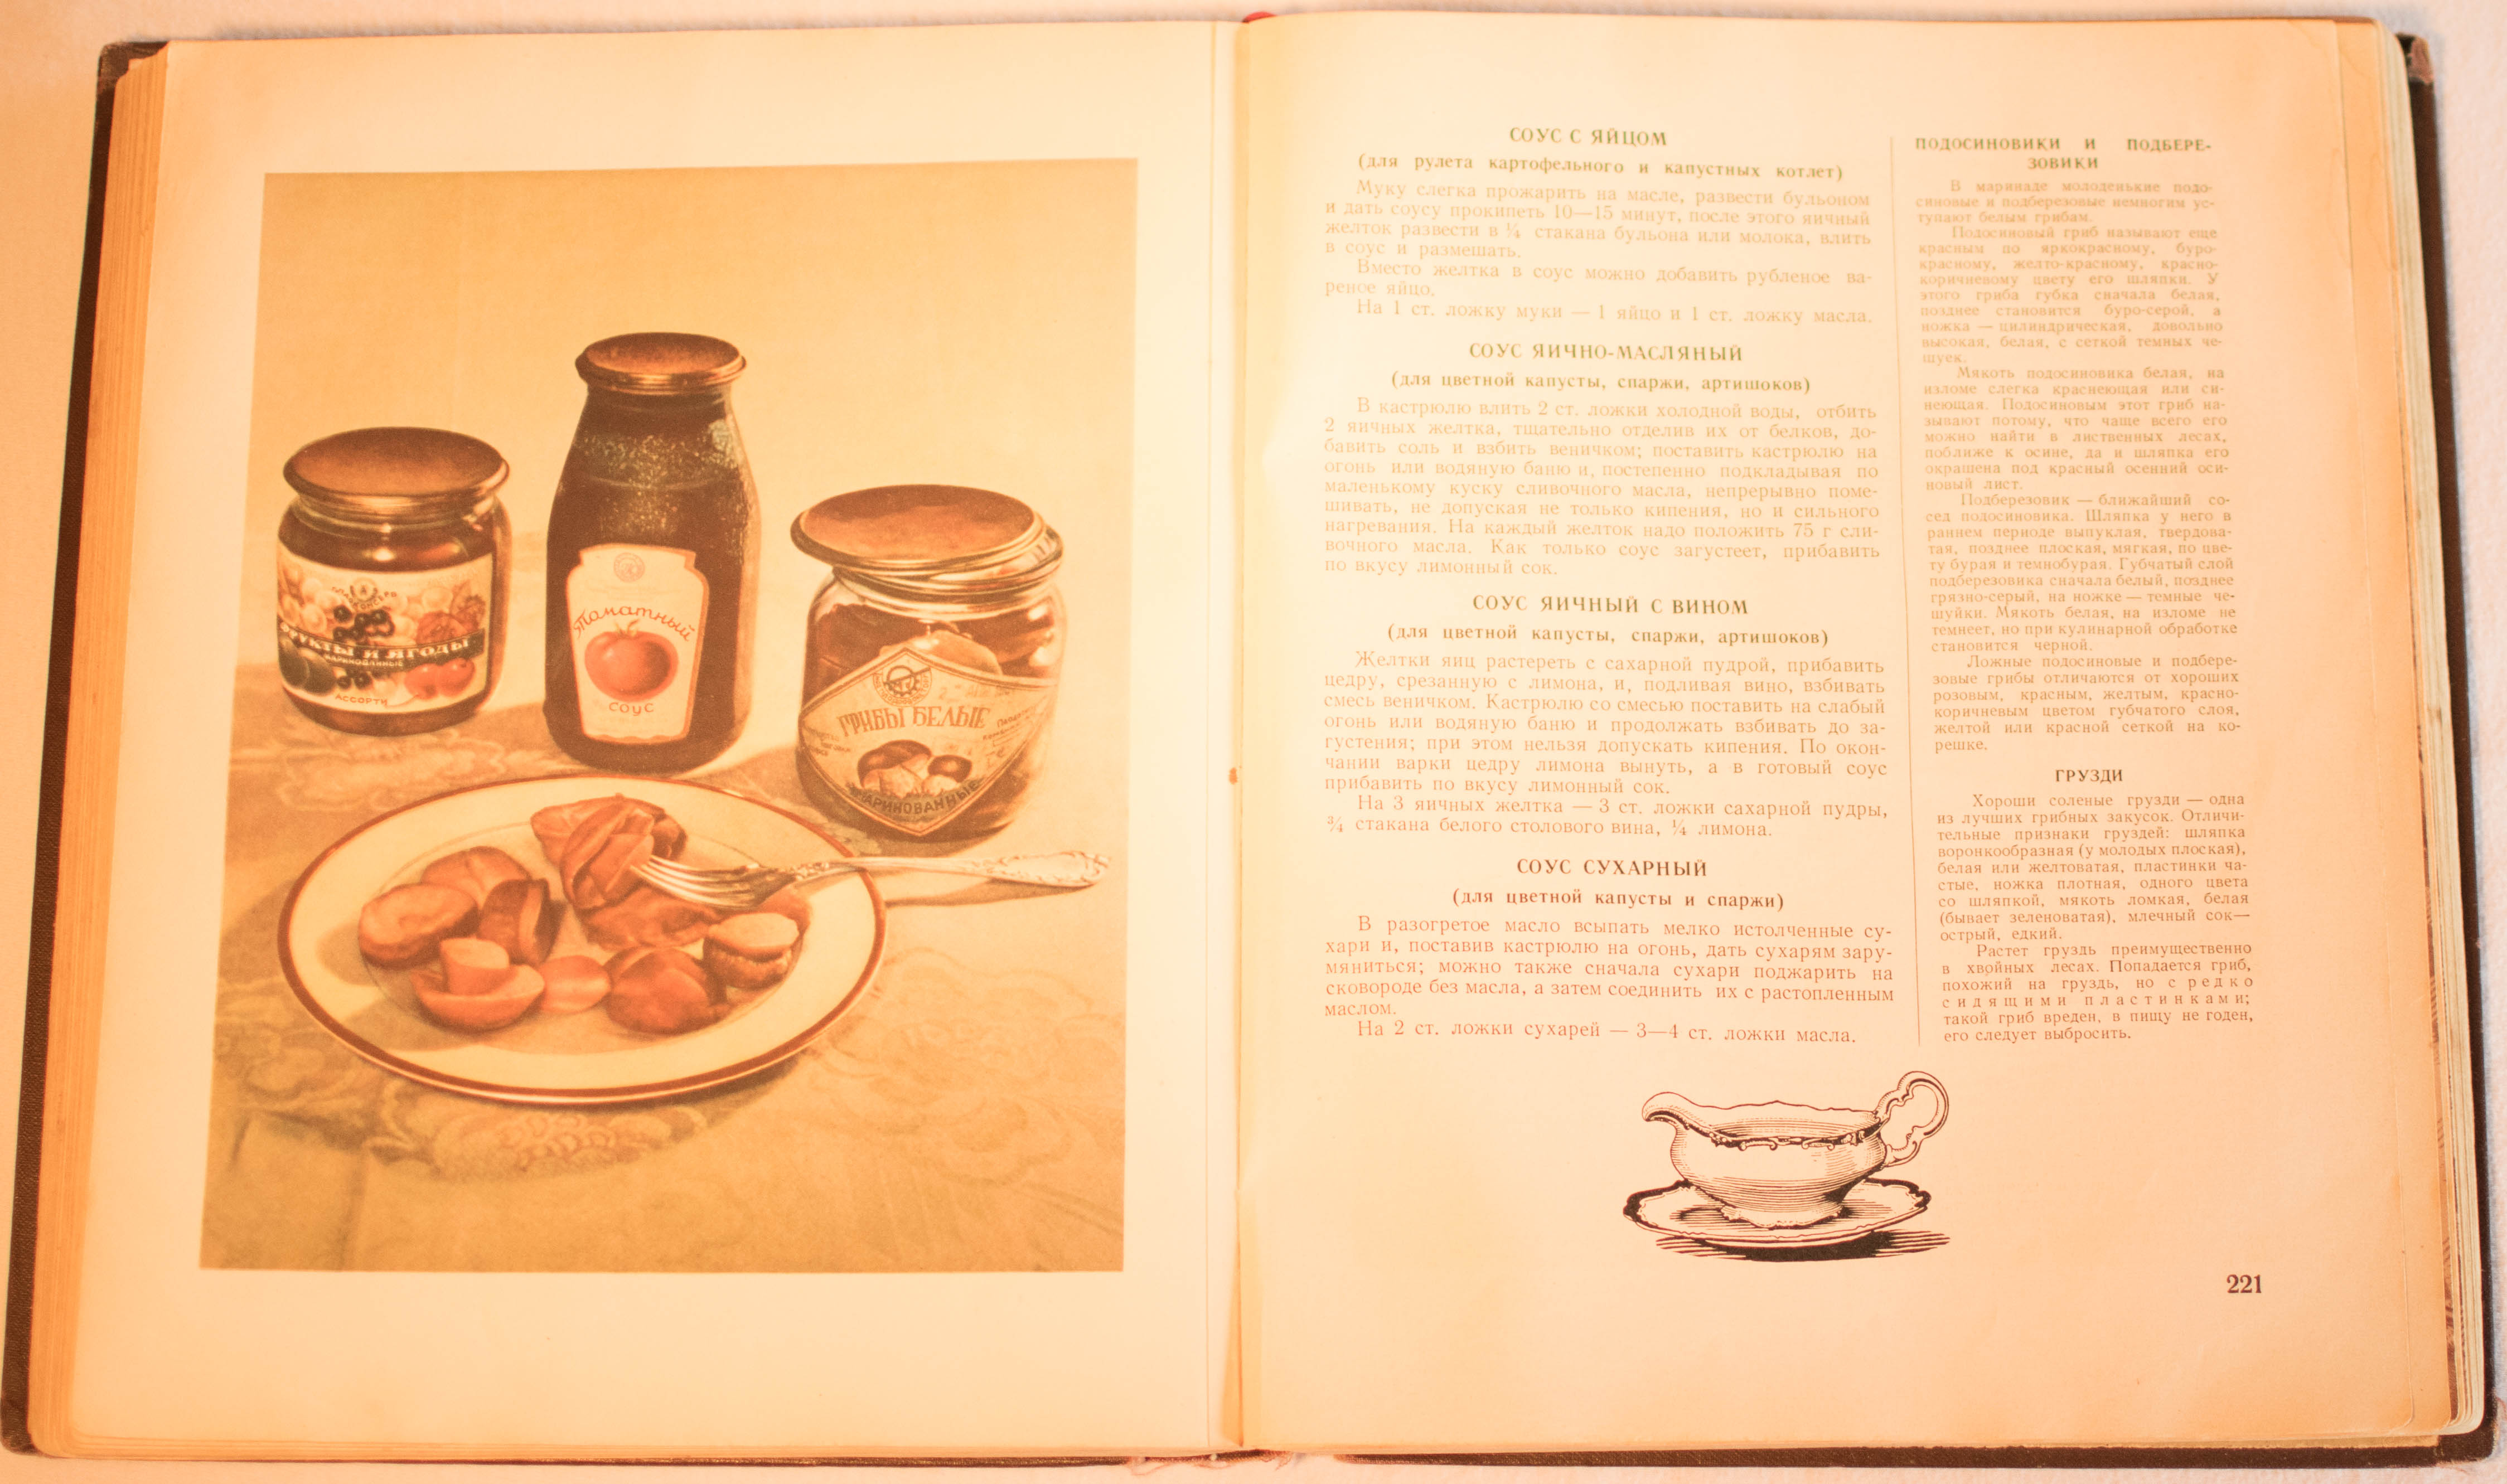 ФРУКТЫ И ЯГОДЫ
МАРИНОВАННЫЕ
АССОРТИ
Томатный
СОУС
ГРИБЫ БЕЛЫЕ
МАРИНОВАННЫЕ
СОУС С ЯЙЦОМ
(для рулета картофельного и капустных котлет)
Муку слегка прожарить на масле, развести бульоном
и дать соусу прокипеть 10—15 минут, после этого яичный
желток развести в ¼ стакана бульона или молока, влить
в соус и размешать.
Вместо желтка в соус можно добавить рубленое ва-
реное яйцо.
На 1 ст. ложку муки — 1 яйцо и 1 ст. ложку масла.
СОУС ЯИЧНО-МАСЛЯНЫЙ
(для цветной капусты, спаржи, артишоков)
В кастрюлю влить 2 ст. ложки холодной воды, отбить
2 яичных желтка, тщательно отделив их от белков, до-
бавить соль и взбить веничком; поставить кастрюлю на
огонь или водяную баню и, постепенно подкладывая по
маленькому куску сливочного масла, непрерывно поме-
шивать, не допуская не только кипения, но и сильного
нагревания. На каждый желток надо положить 75 г сли-
вочного масла. Как только соус загустеет, прибавить
по вкусу лимонный сок.
СОУС ЯИЧНЫЙ С ВИНОМ
(для цветной капусты, спаржи, артишоков)
Желтки яиц растереть с сахарной пудрой, прибавить
цедру, срезанную с лимона, и, подливая вино, взбивать
смесь веничком. Кастрюлю со смесью поставить на слабый
огонь или водяную баню и продолжать взбивать до за-
густения; при этом нельзя допускать кипения. По окон-
чании варки цедру лимона вынуть, а в готовый соус
прибавить по вкусу лимонный сок.
На 3 яичных желтка — 3 ст. ложки сахарной пудры,
¾ стакана белого столового вина, ¼ лимона.
СОУС СУХАРНЫЙ
(для цветной капусты и спаржи)
В разогретое масло всыпать мелко истолченные су-
хари и, поставив кастрюлю на огонь, дать сухарям зару-
мяниться; можно также сначала сухари поджарить на
сковороде без масла, а затем соединить их с растопленным
маслом.
На 2 ст. ложки сухарей — 3—4 ст. ложки масла.
ПОДОСИНОВИКИ И ПОДБЕРЕ-
ЗОВИКИ
В маринаде молоденькие подо-
синовые и подберезовые немногим ус-
тупают белым грибам.
Подосиновый гриб называют еще
красным по яркокрасному, буро-
красному, желто-красному, красно-
коричневому цвету его шляпки. У
этого гриба губка сначала белая,
позднее становится буро-серой, а
ножка — цилиндрическая, довольно
высокая, белая, с сеткой темных че-
шуек.
Мякоть подосиновика белая, на
изломе слегка краснеющая или си-
неющая. Подосиновым этот гриб на-
зывают потому, что чаще всего его
можно найти в лиственных лесах,
поближе к осине, да и шляпка его
окрашена под красный осенний оси-
новый лист.
Подберезовик — ближайший со-
сед подосиновика. Шляпка у него в
раннем периоде выпуклая, твердова-
тая, позднее плоская, мягкая, по цве-
ту бурая и темнобурая. Губчатый слой
подберезовика сначала белый, позднее
грязно-серый, на ножке — темные че-
шуйки. Мякоть белая, на изломе не
темнеет, но при кулинарной обработке
становится черной.
Ложные подосиновые и подбере-
зовые грибы отличаются от хороших
розовым, красным, желтым, красно-
коричневым цветом губчатого слоя,
желтой или красной сеткой на ко-
решке.
ГРУЗДИ
Хороши соленые грузди — одна
из лучших грибных закусок. Отличи-
тельные признаки груздей: шляпка
воронкообразная (у молодых плоская),
белая или желтоватая, пластинки ча-
стые, ножка плотная, одного цвета
со шляпкой, мякоть ломкая, белая
(бывает зеленоватая), млечный сок—
острый, едкий.
Растет груздь преимущественно
в хвойных лесах. Попадается гриб,
похожий на груздь, но с редко
сидящими пластинками;
такой гриб вреден, в пищу не годен,
его следует выбросить.
221